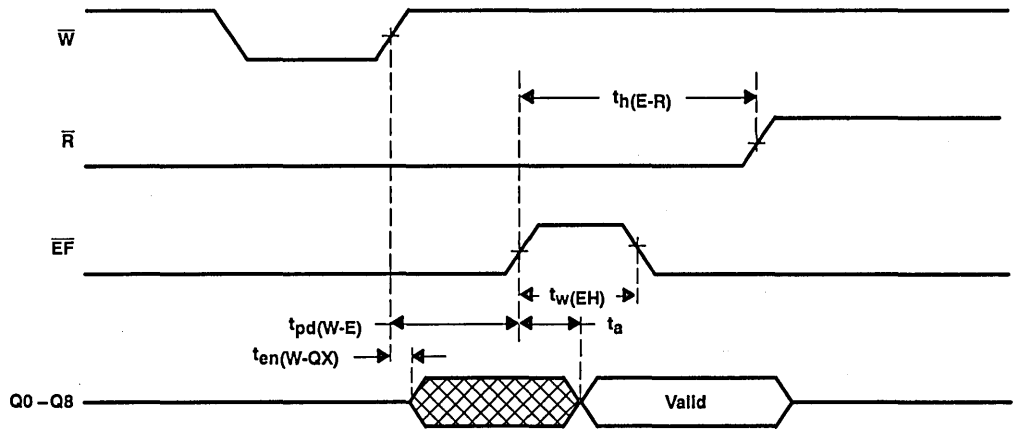 W
th(E-R)
R
EF
tw(EH)
tpd(W-E)
ta
ten(W-QX)
Q0–Q8
Valid